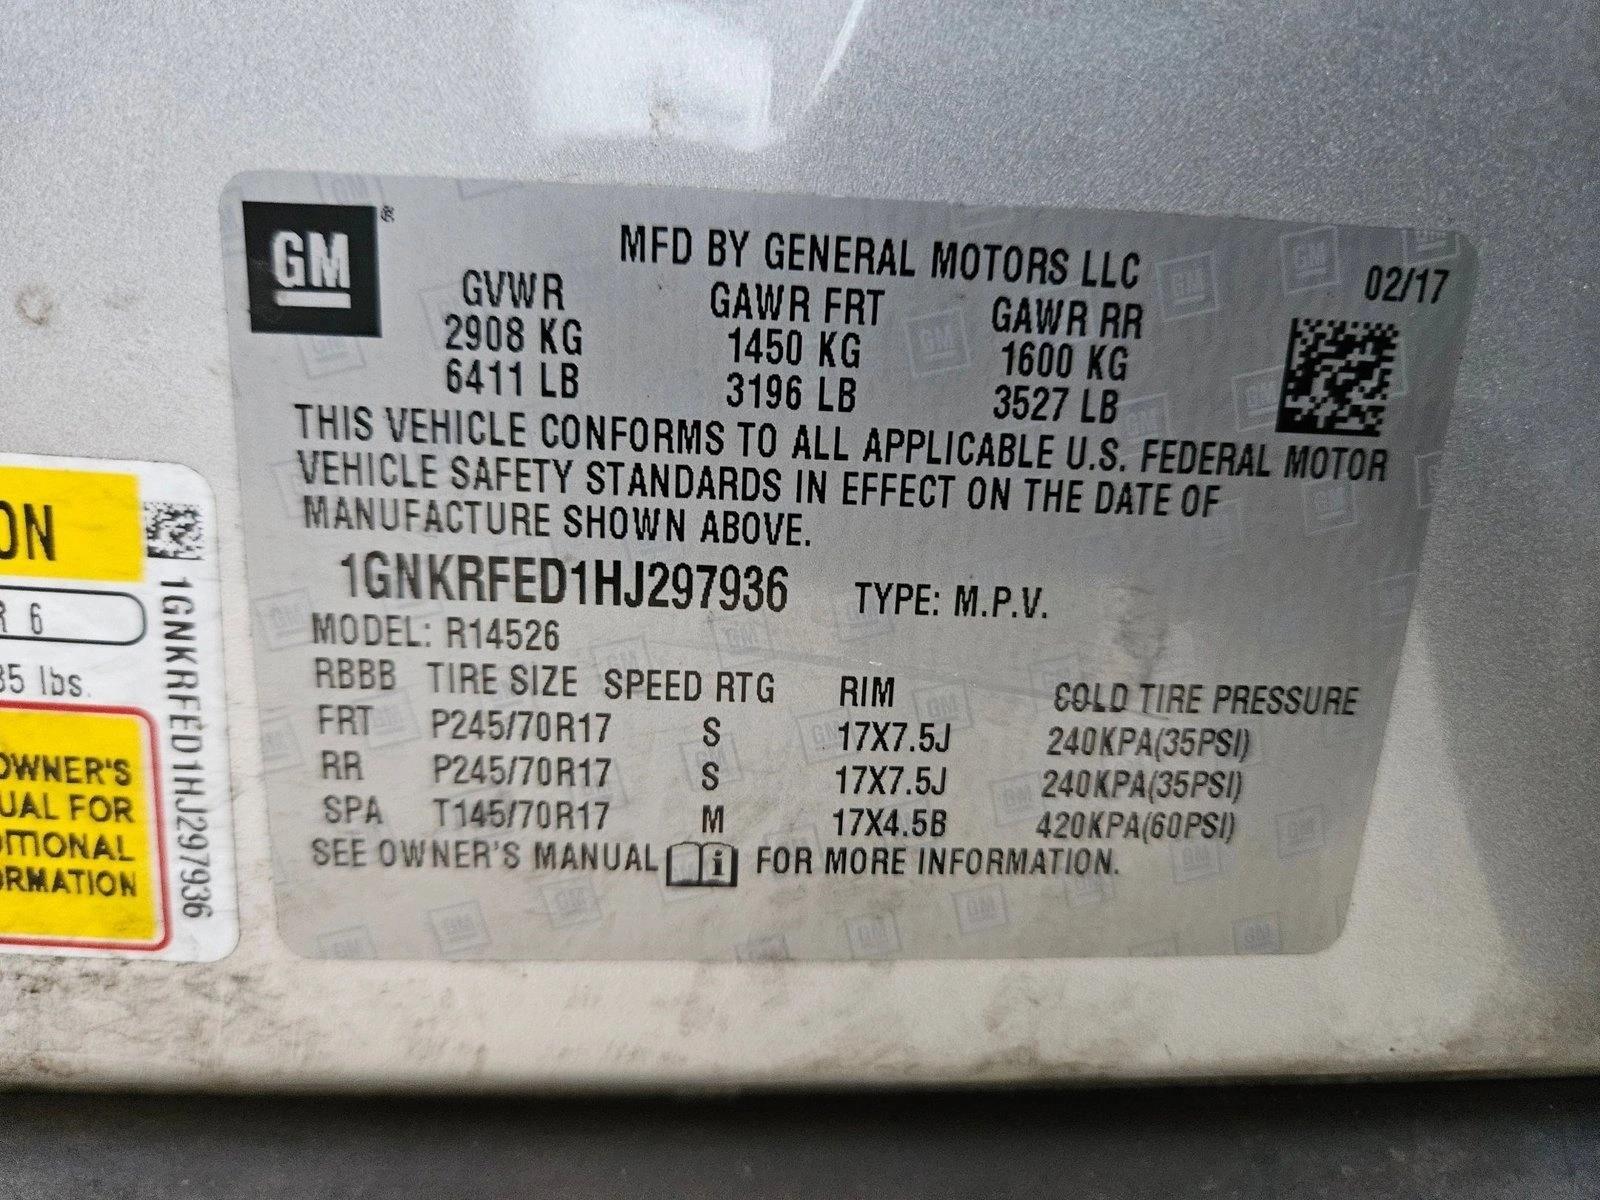 GM
®
MFD BY GENERAL MOTORS LLC
02/17
GVWR GAWR FRT GAWR RR
2908 KG 1450 KG 1600 KG
6411 LB 3196 LB 3527 LB
THIS VEHICLE CONFORMS TO ALL APPLICABLE U.S. FEDERAL MOTOR
VEHICLE SAFETY STANDARDS IN EFFECT ON THE DATE OF
MANUFACTURE SHOWN ABOVE.
1GNKRFED1HJ297936 TYPE: M.P.V.
MODEL: R14526
RBBB TIRE SIZE SPEED RTG RIM COLD TIRE PRESSURE
FRT P245/70R17 S 17X7.5J 240KPA(35PSI)
RR P245/70R17 S 17X7.5J 240KPA(35PSI)
SPA T145/70R17 M 17X4.5B 420KPA(60PSI)
SEE OWNER'S MANUAL i FOR MORE INFORMATION.
ON
R 6
35 lbs.
OWNER'S
UAL FOR
ITIONAL
ORMATION
1GNKRFED1HJ297936